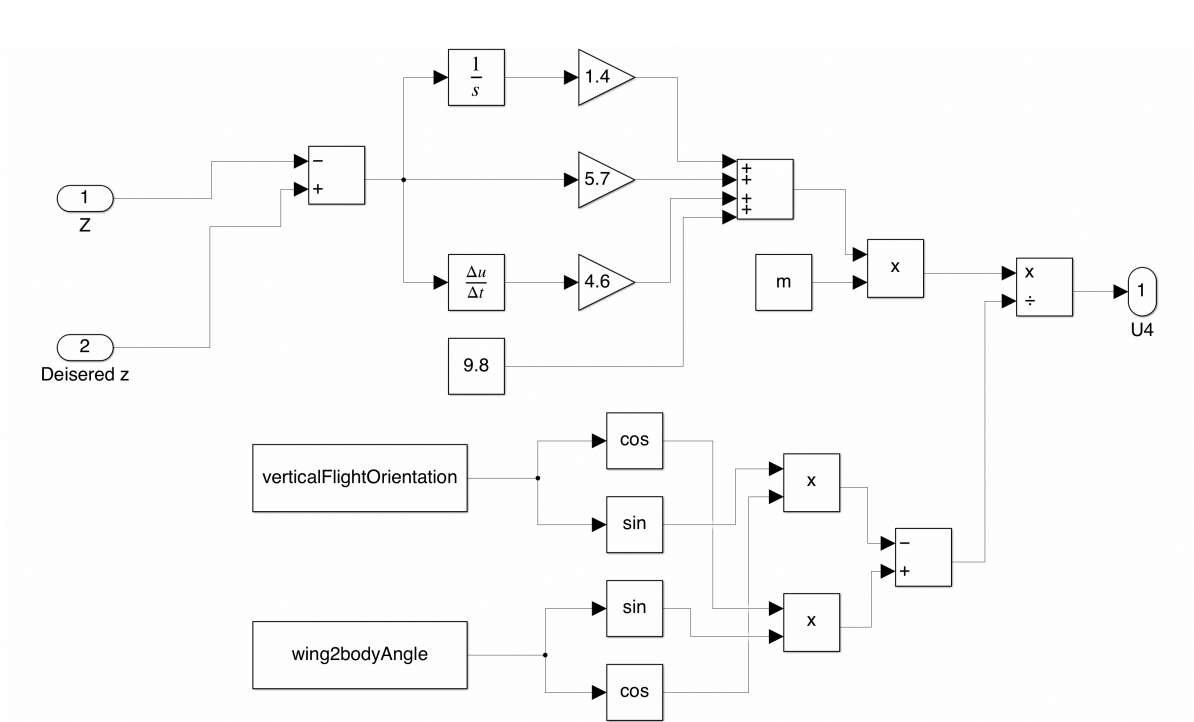 1
s
1.4
−
+
1
Z
5.7
+
+
+
+
Δu
Δt
4.6
m
x
x
÷
1
U4
2
Deisered z
9.8
verticalFlightOrientation
cos
sin
x
−
+
wing2bodyAngle
sin
cos
x